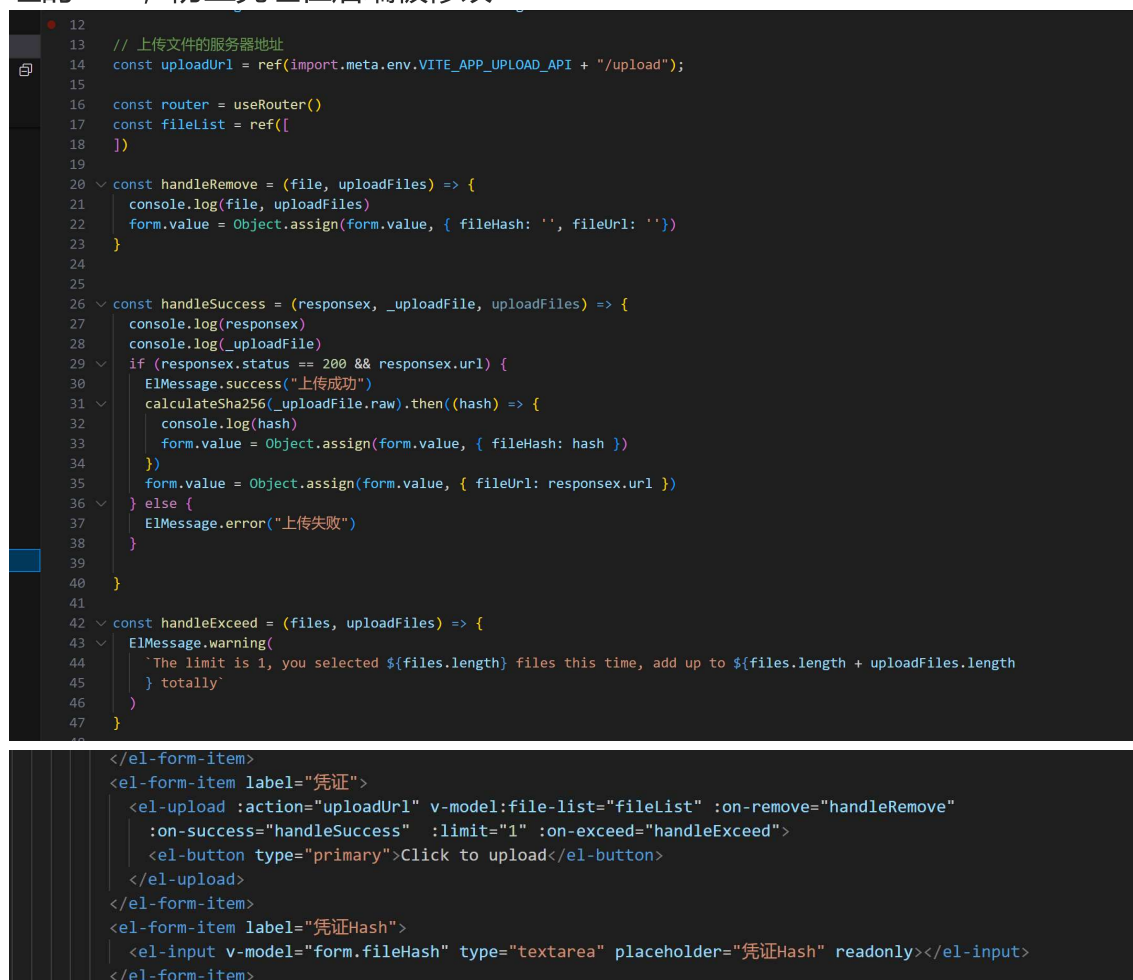 12
13 // 上传文件的服务器地址
14 const uploadUrl = ref(import.meta.env.VITE_APP_UPLOAD_API + "/upload");
15
16 const router = useRouter()
17 const fileList = ref([
18 ])
19
20 const handleRemove = (file, uploadFiles) => {
21 console.log(file, uploadFiles)
22 form.value = Object.assign(form.value, { fileHash: '', fileUrl: ''})
23 }
24
25
26 const handleSuccess = (responsex, _uploadFile, uploadFiles) => {
27 console.log(responsex)
28 console.log(_uploadFile)
29 if (responsex.status == 200 && responsex.url) {
30 ElMessage.success("上传成功")
31 calculateSha256(_uploadFile.raw).then((hash) => {
32 console.log(hash)
33 form.value = Object.assign(form.value, { fileHash: hash })
34 })
35 form.value = Object.assign(form.value, { fileUrl: responsex.url })
36 } else {
37 ElMessage.error("上传失败")
38 }
39
40 }
41
42 const handleExceed = (files, uploadFiles) => {
43 ElMessage.warning(
44 `The limit is 1, you selected ${files.length} files this time, add up to ${files.length + uploadFiles.length
45 } totally`
46 )
47 }
</el-form-item>
<el-form-item label="凭证">
<el-upload :action="uploadUrl" v-model:file-list="fileList" :on-remove="handleRemove"
:on-success="handleSuccess" :limit="1" :on-exceed="handleExceed">
<el-button type="primary">Click to upload</el-button>
</el-upload>
</el-form-item>
<el-form-item label="凭证Hash">
<el-input v-model="form.fileHash" type="textarea" placeholder="凭证Hash" readonly></el-input>
</el-form-item>